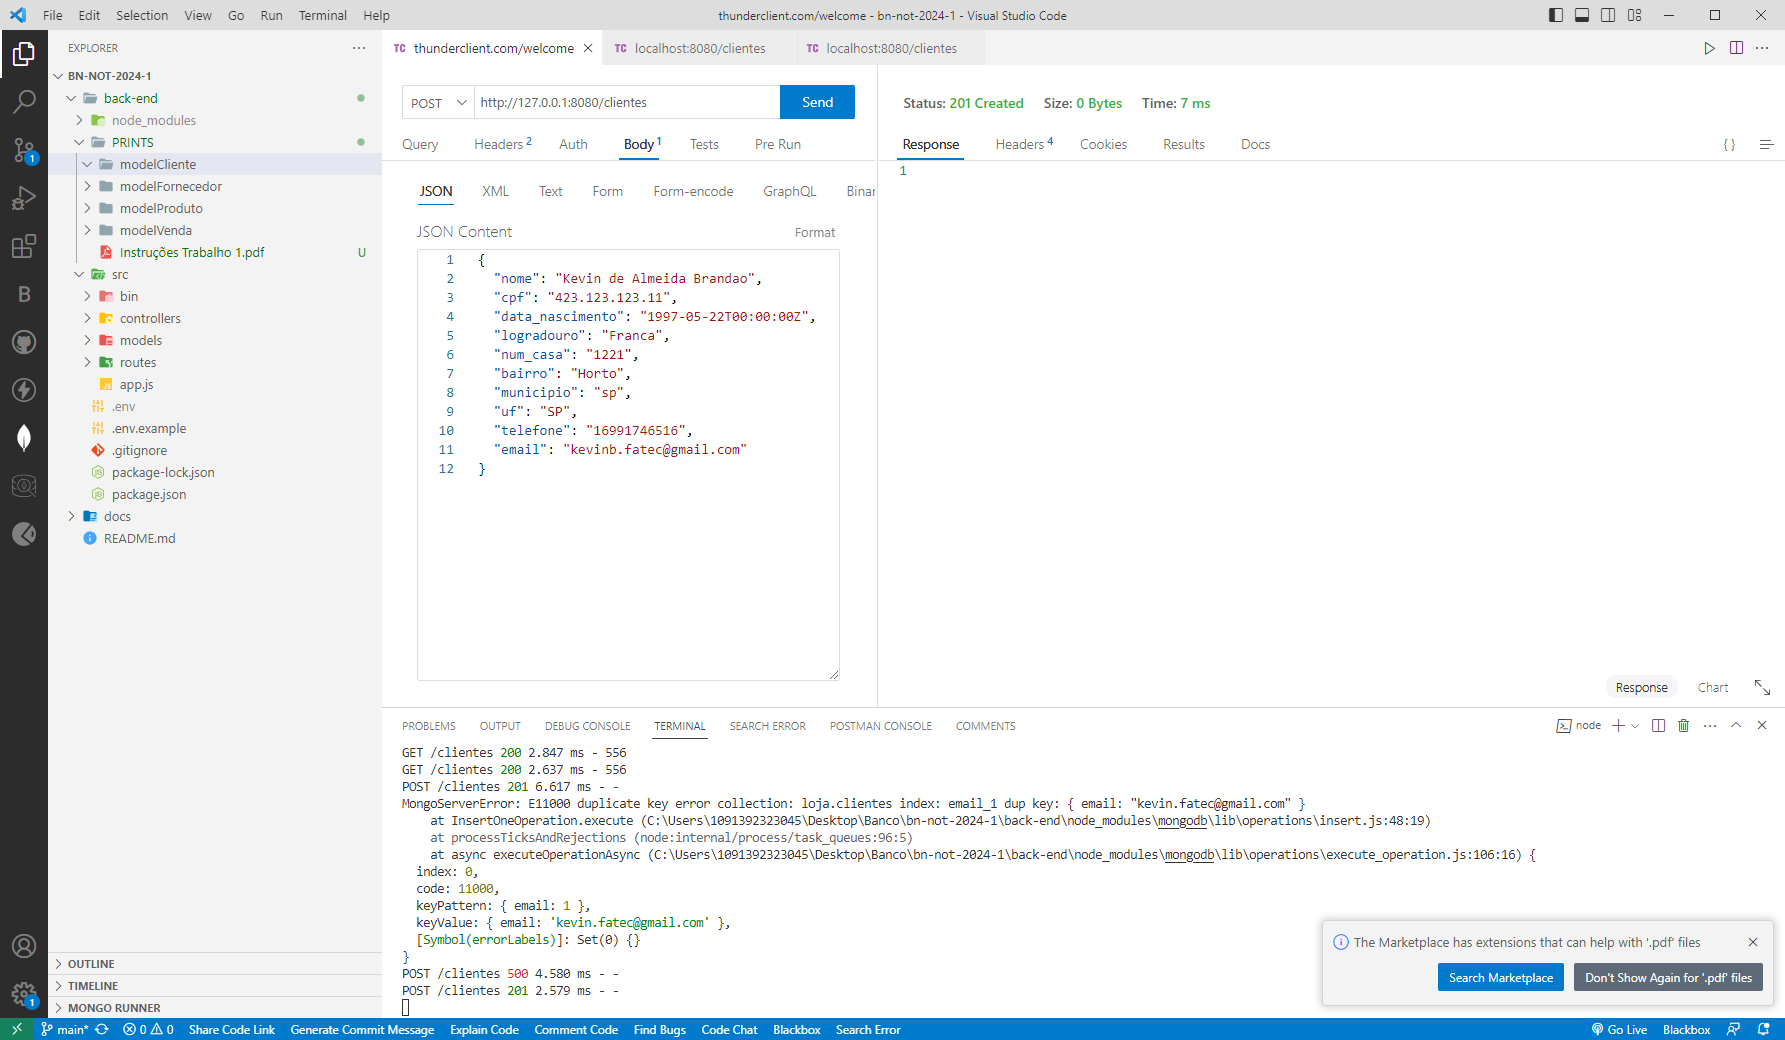 File Edit Selection View Go Run Terminal Help
thunderclient.com/welcome - bn-not-2024-1 - Visual Studio Code
EXPLORER
BN-NOT-2024-1
back-end
node_modules
PRINTS
modelCliente
modelFornecedor
modelProduto
modelVenda
Instruções Trabalho 1.pdf U
src
bin
controllers
models
routes
app.js
.env
.env.example
.gitignore
package-lock.json
package.json
docs
README.md
OUTLINE
TIMELINE
MONGO RUNNER
1
B
1
TC thunderclient.com/welcome
TC localhost:8080/clientes
TC localhost:8080/clientes
POST http://127.0.0.1:8080/clientes Send
Query Headers 2 Auth Body 1 Tests Pre Run
JSON XML Text Form Form-encode GraphQL Binar
JSON Content Format
1 {
2 "nome": "Kevin de Almeida Brandao",
3 "cpf": "423.123.123.11",
4 "data_nascimento": "1997-05-22T00:00:00Z",
5 "logradouro": "Franca",
6 "num_casa": "1221",
7 "bairro": "Horto",
8 "municipio": "sp",
9 "uf": "SP",
10 "telefone": "16991746516",
11 "email": "kevinb.fatec@gmail.com"
12 }
Status: 201 Created Size: 0 Bytes Time: 7 ms
Response Headers 4 Cookies Results Docs { }
1
Response Chart
PROBLEMS OUTPUT DEBUG CONSOLE TERMINAL SEARCH ERROR POSTMAN CONSOLE COMMENTS
node
GET /clientes 200 2.847 ms - 556
GET /clientes 200 2.637 ms - 556
POST /clientes 201 6.617 ms - -
MongoServerError: E11000 duplicate key error collection: loja.clientes index: email_1 dup key: { email: "kevin.fatec@gmail.com" }
at InsertOneOperation.execute (C:\Users\1091392323045\Desktop\Banco\bn-not-2024-1\back-end\node_modules\mongodb\lib\operations\insert.js:48:19)
at processTicksAndRejections (node:internal/process/task_queues:96:5)
at async executeOperationAsync (C:\Users\1091392323045\Desktop\Banco\bn-not-2024-1\back-end\node_modules\mongodb\lib\operations\execute_operation.js:106:16) {
index: 0,
code: 11000,
keyPattern: { email: 1 },
keyValue: { email: 'kevin.fatec@gmail.com' },
[Symbol(errorLabels)]: Set(0) {}
}
POST /clientes 500 4.580 ms - -
POST /clientes 201 2.579 ms - -
The Marketplace has extensions that can help with '.pdf' files
Search Marketplace
Don't Show Again for '.pdf' files
main* 0 0 Share Code Link Generate Commit Message Explain Code Comment Code Find Bugs Code Chat Blackbox Search Error
Go Live Blackbox